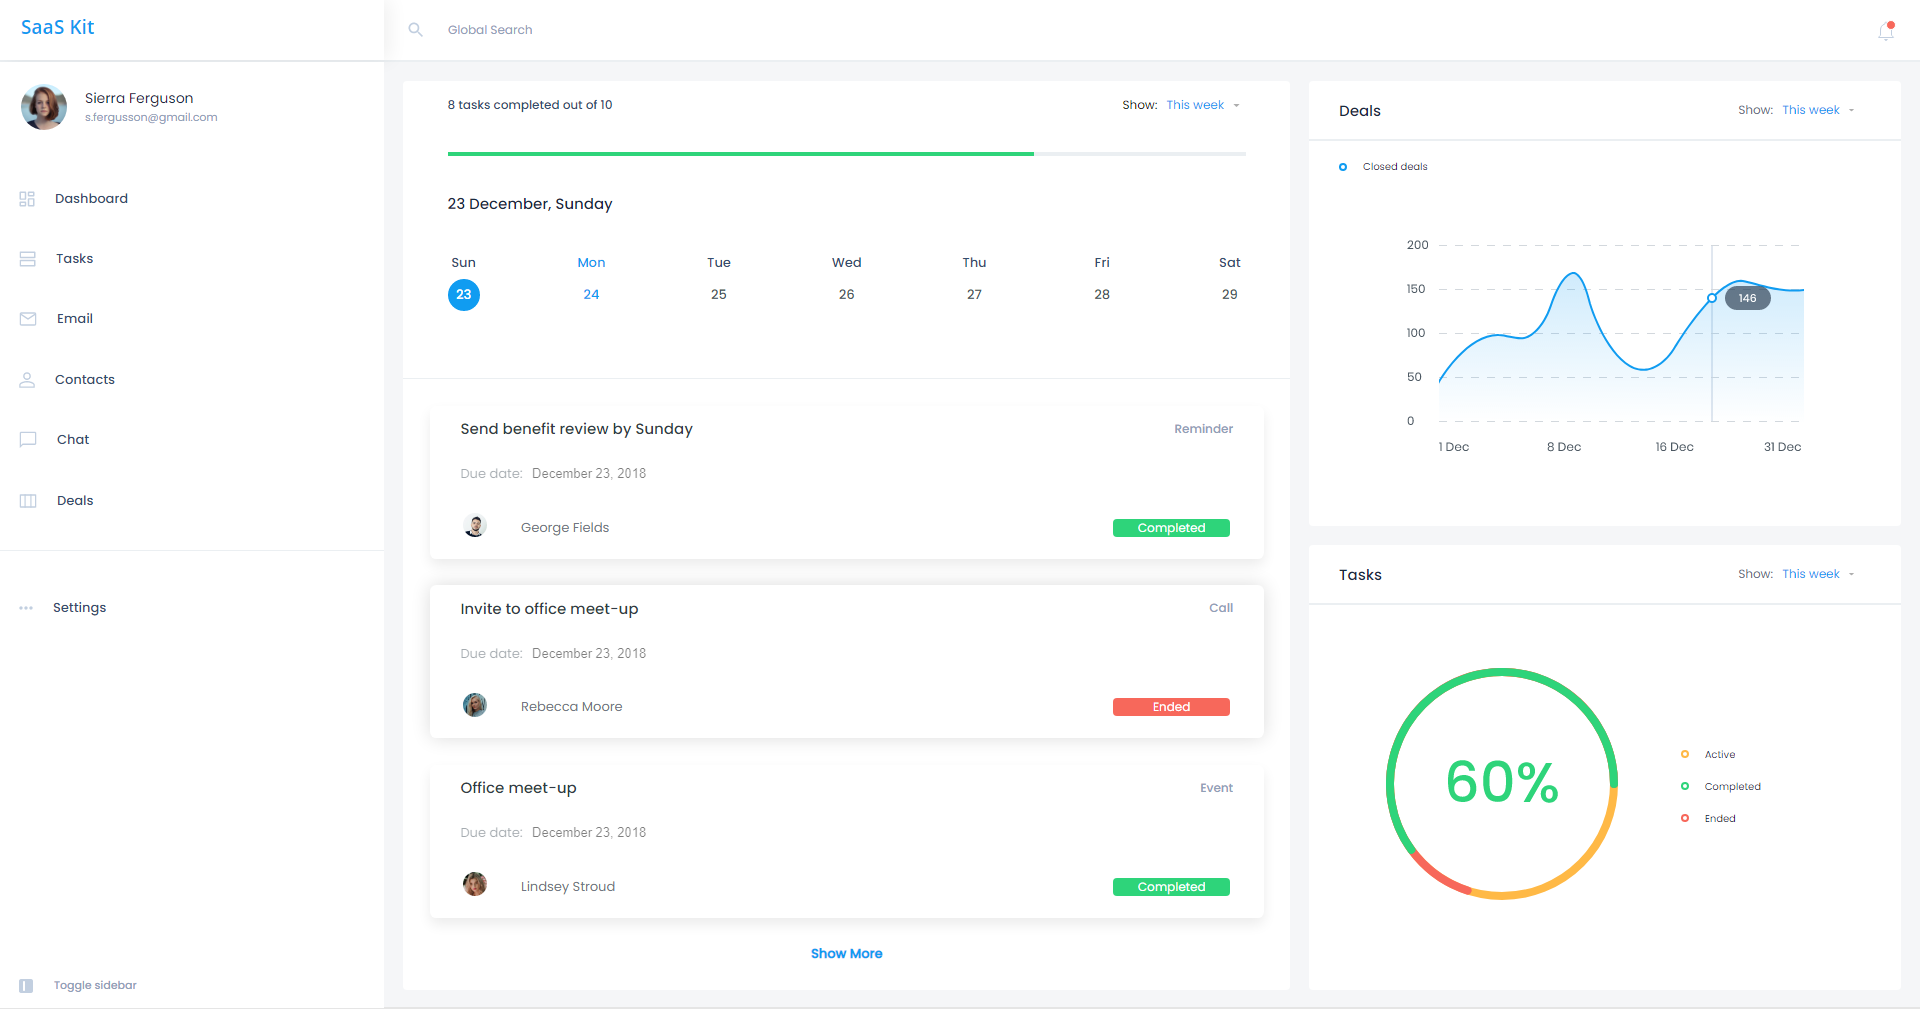 SaaS Kit
Global Search
Sierra Ferguson
s.fergusson@gmail.com
Dashboard
Tasks
Email
Contacts
Chat
Deals
Settings
Toggle sidebar
8 tasks completed out of 10
Show: This week
23 December, Sunday
Sun Mon Tue Wed Thu Fri Sat
23 24 25 26 27 28 29
Send benefit review by Sunday
Reminder
Due date: December 23, 2018
George Fields
Completed
Invite to office meet-up
Call
Due date: December 23, 2018
Rebecca Moore
Ended
Office meet-up
Event
Due date: December 23, 2018
Lindsey Stroud
Completed
Show More
Deals
Show: This week
Closed deals
200
150
100
50
0
146
1 Dec 8 Dec 16 Dec 31 Dec
Tasks
Show: This week
60%
Active
Completed
Ended